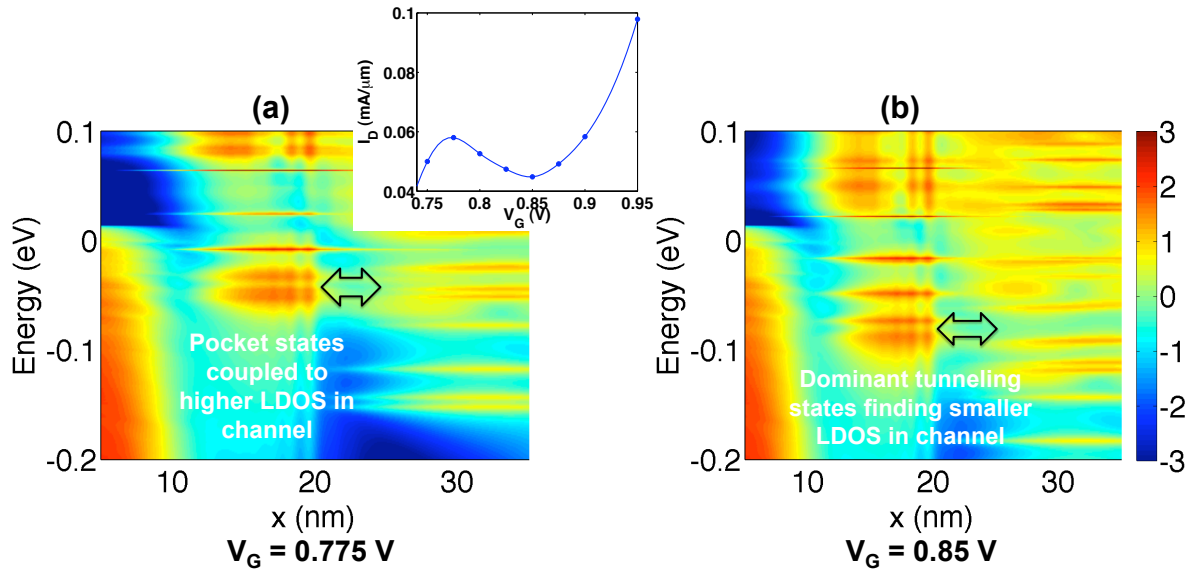 0.1
0.08
0.06
0.04
I_D (mA/μm)
0.75 0.8 0.85 0.9 0.95
V_G (V)
(a)
0.1
0
-0.1
-0.2
Energy (eV)
Pocket states
coupled to
higher LDOS in
channel
10 20 30
x (nm)
V_G = 0.775 V
(b)
0.1
0
-0.1
-0.2
Energy (eV)
Dominant tunneling
states finding smaller
LDOS in channel
10 20 30
x (nm)
V_G = 0.85 V
3
2
1
0
-1
-2
-3